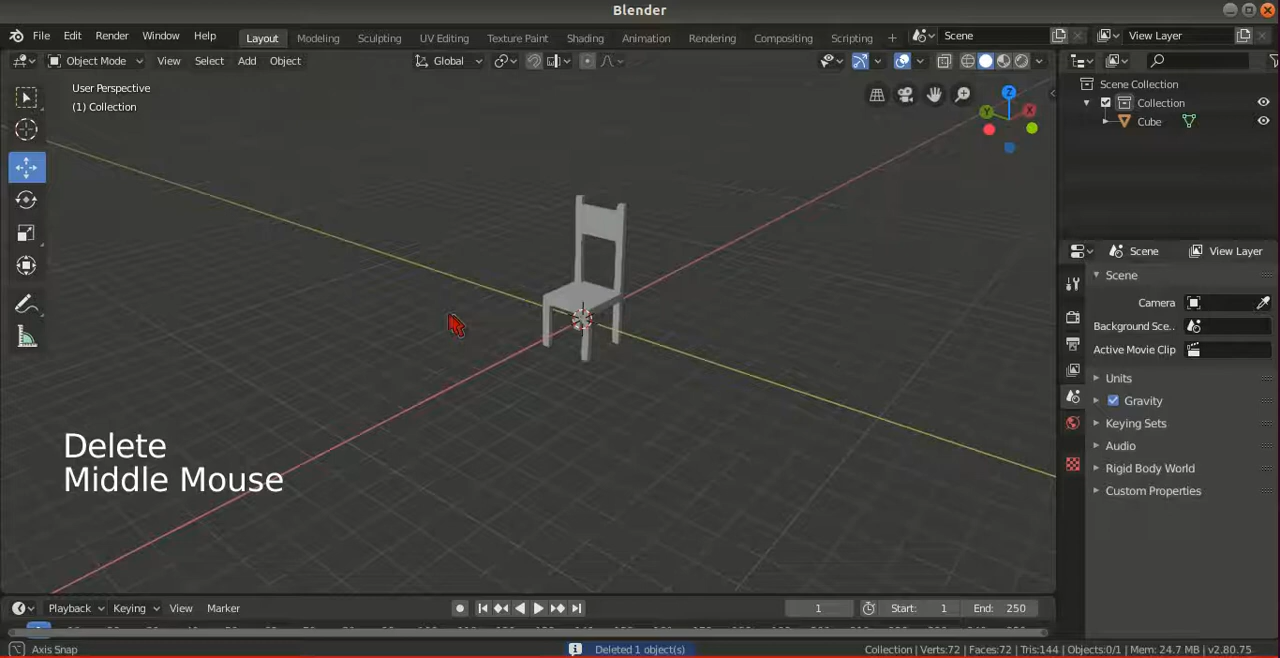 Blender
File Edit Render Window Help Layout Modeling Sculpting UV Editing Texture Paint Shading Animation Rendering Compositing Scripting + Scene View Layer
Object Mode View Select Add Object Global
User Perspective
(1) Collection
Z
Y
X
Scene Collection
Collection
Cube
Scene View Layer
Scene
Camera
Background Sce..
Active Movie Clip
Units
Gravity
Keying Sets
Audio
Rigid Body World
Custom Properties
Delete
Middle Mouse
Playback Keying View Marker 1 Start: 1 End: 250
Axis Snap Deleted 1 object(s) Collection | Verts:72 | Faces:72 | Tris:144 | Objects:0/1 | Mem: 24.7 MB | v2.80.75